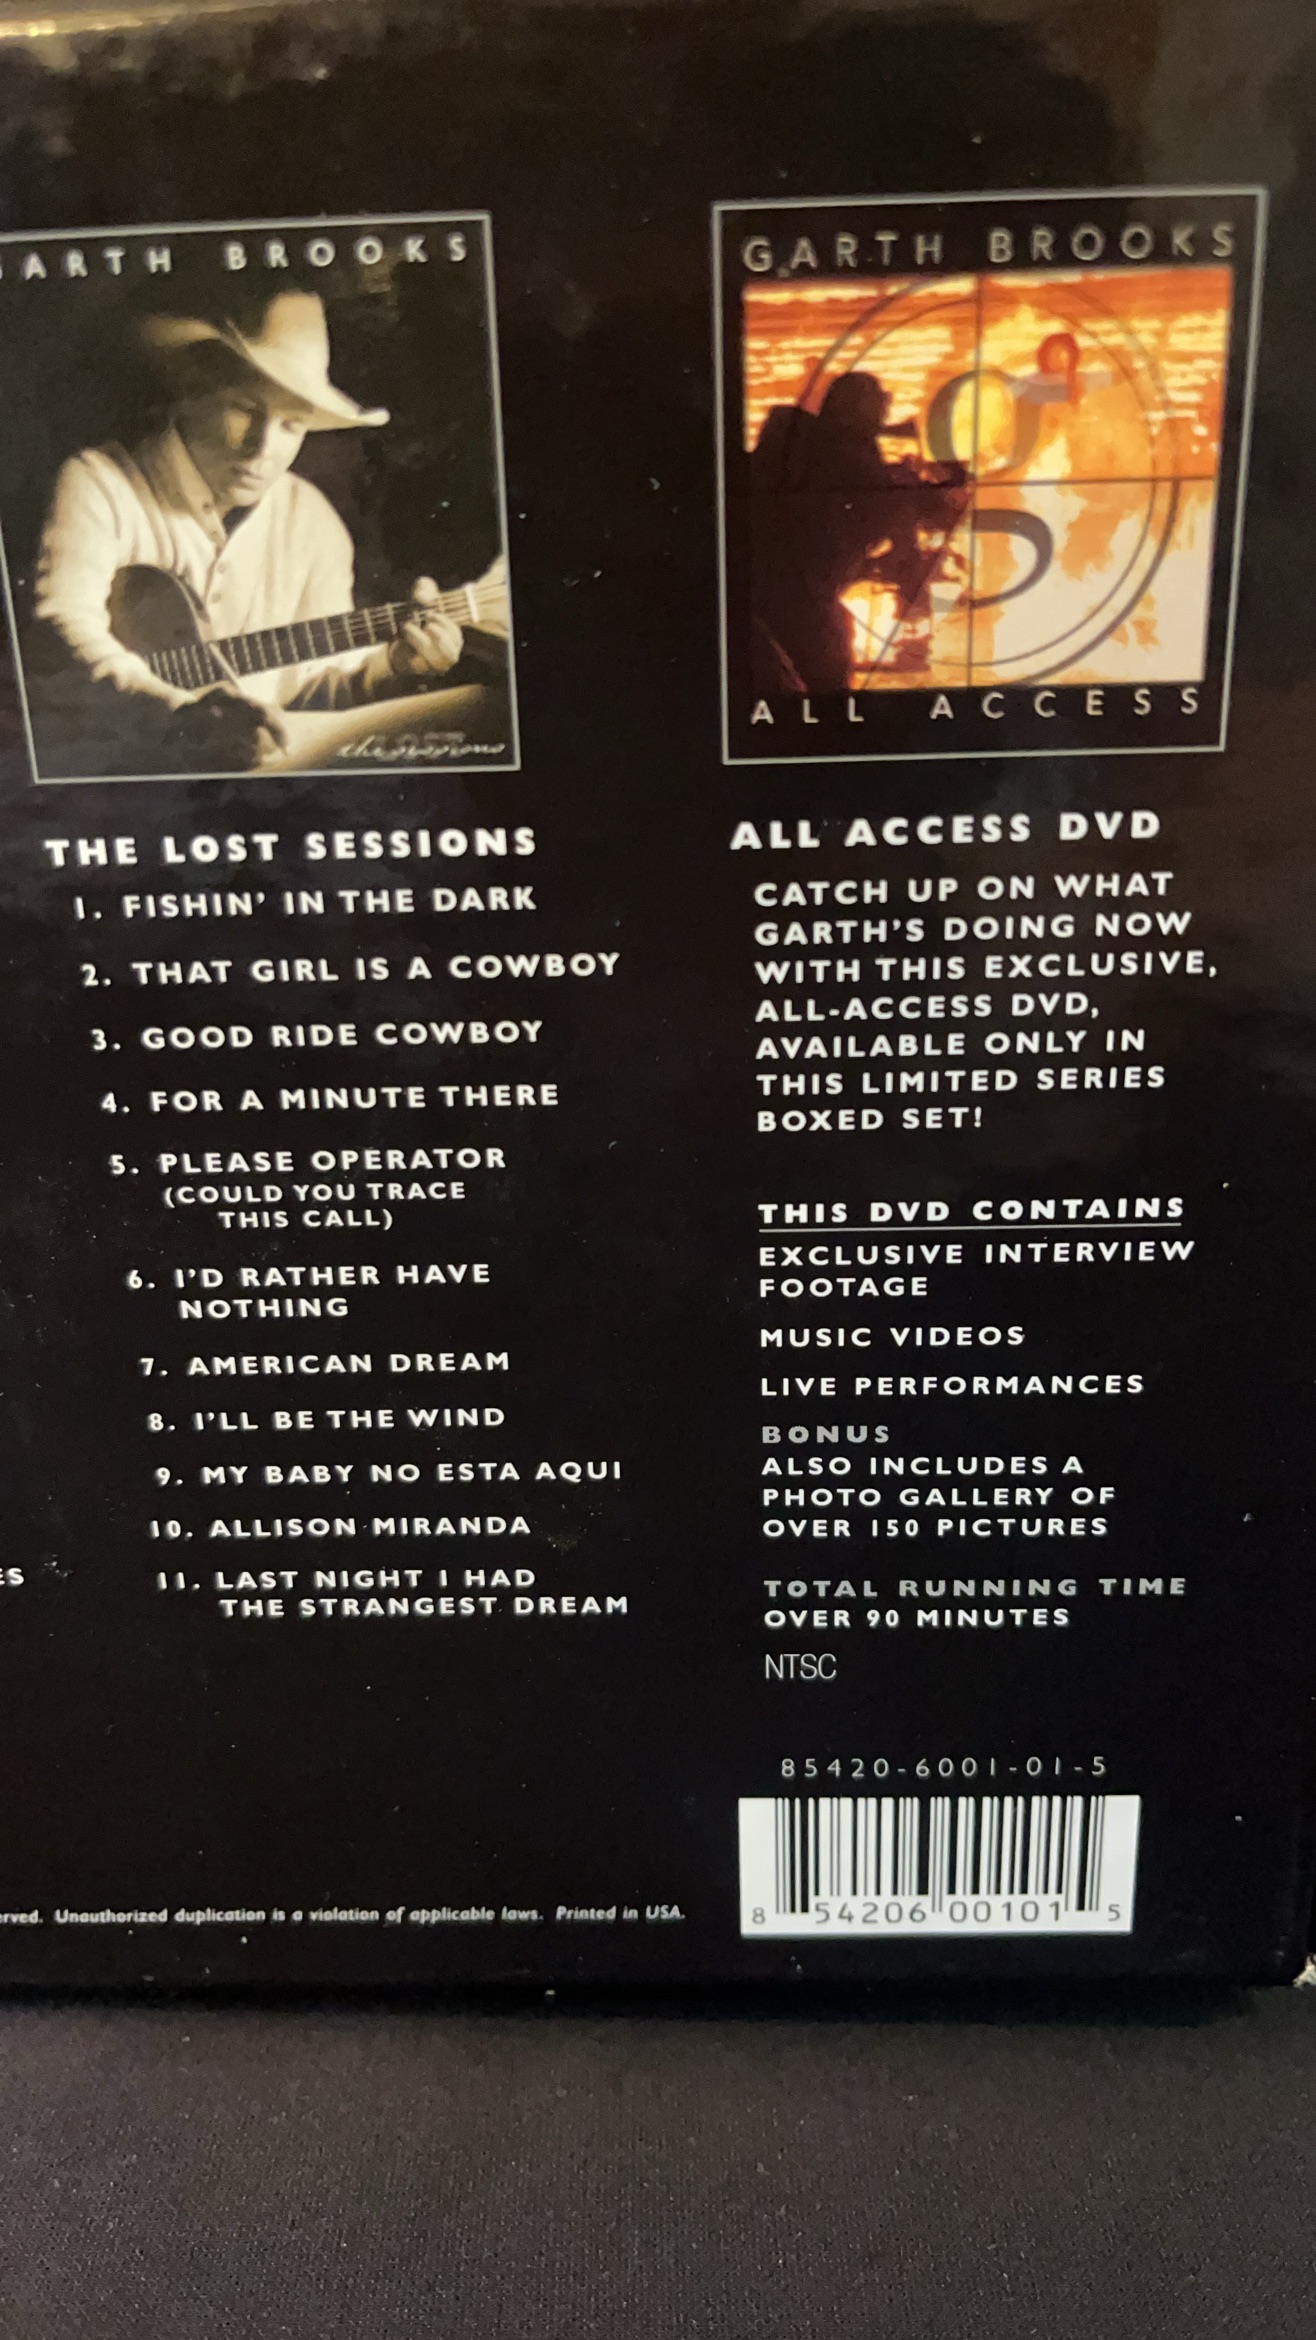 ARTH BROOKS
the sessions
THE LOST SESSIONS
1. FISHIN' IN THE DARK
2. THAT GIRL IS A COWBOY
3. GOOD RIDE COWBOY
4. FOR A MINUTE THERE
5. PLEASE OPERATOR
(COULD YOU TRACE
THIS CALL)
6. I'D RATHER HAVE
NOTHING
7. AMERICAN DREAM
8. I'LL BE THE WIND
9. MY BABY NO ESTA AQUI
10. ALLISON MIRANDA
11. LAST NIGHT I HAD
THE STRANGEST DREAM
ES
erved. Unauthorized duplication is a violation of applicable laws. Printed in USA.
GARTH BROOKS
g
ALL ACCESS
ALL ACCESS DVD
CATCH UP ON WHAT
GARTH'S DOING NOW
WITH THIS EXCLUSIVE,
ALL-ACCESS DVD,
AVAILABLE ONLY IN
THIS LIMITED SERIES
BOXED SET!
THIS DVD CONTAINS
EXCLUSIVE INTERVIEW
FOOTAGE
MUSIC VIDEOS
LIVE PERFORMANCES
BONUS
ALSO INCLUDES A
PHOTO GALLERY OF
OVER 150 PICTURES
TOTAL RUNNING TIME
OVER 90 MINUTES
NTSC
85420-6001-01-5
8 54206 00101 5